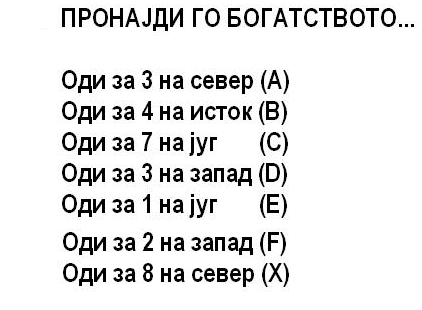 ПРОНАЈДИ ГО БОГАТСТВОТО...
Оди за 3 на север (A)
Оди за 4 на исток (B)
Оди за 7 на југ (C)
Оди за 3 на запад (D)
Оди за 1 на југ (E)
Оди за 2 на запад (F)
Оди за 8 на север (X)